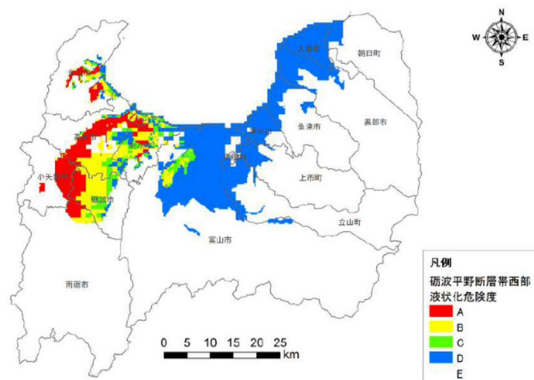 N
W E
S
入善町
朝日町
黒部市
魚津市
上市町
立山町
富山市
小矢部市
砺波市
南砺市
0 5 10 15 20 25
km
凡例
砺波平野断層帯西部
液状化危険度
A
B
C
D
E